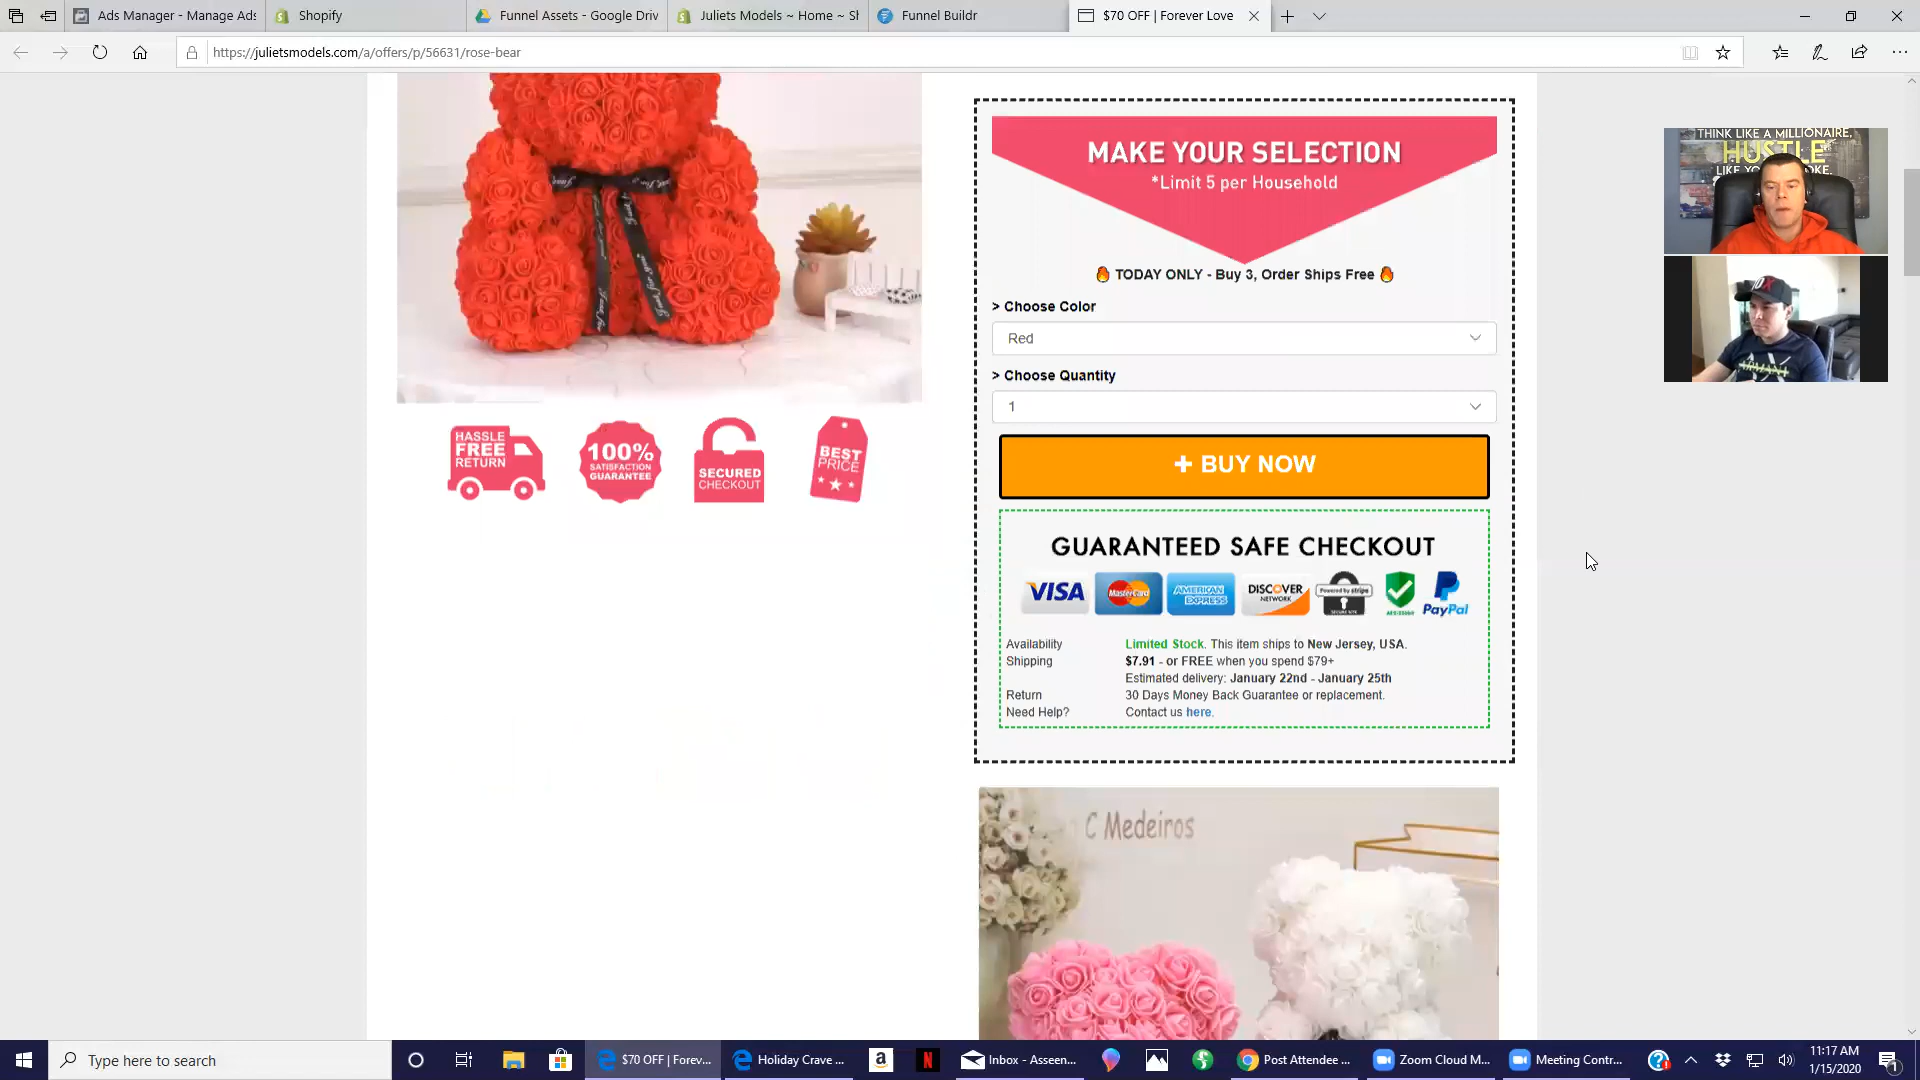 Ads Manager - Manage Ads
Shopify
Funnel Assets - Google Driv
Juliets Models ~ Home ~ Sh
Funnel Buildr
$70 OFF | Forever Love
https://julietsmodels.com/a/offers/p/56631/rose-bear
THINK LIKE A MILLIONAIRE,
HUSTLE
MAKE YOUR SELECTION
*Limit 5 per Household
TODAY ONLY - Buy 3, Order Ships Free
> Choose Color
Red
> Choose Quantity
1
+ BUY NOW
HASSLE
FREE
RETURN
100%
SATISFACTION
GUARANTEE
SECURED
CHECKOUT
BEST
PRICE
GUARANTEED SAFE CHECKOUT
VISA
MasterCard
AMERICAN
EXPRESS
DISCOVER
NETWORK
Powered by stripe
SECURE SITE
PayPal
Availability Limited Stock. This item ships to New Jersey, USA.
Shipping $7.91 - or FREE when you spend $79+
Estimated delivery: January 22nd - January 25th
Return 30 Days Money Back Guarantee or replacement.
Need Help? Contact us here.
C Medeiros
Type here to search
$70 OFF | Forev...
Holiday Crave ...
Inbox - Asseen...
Post Attendee ...
Zoom Cloud M...
Meeting Contr...
11:17 AM
1/15/2020
1